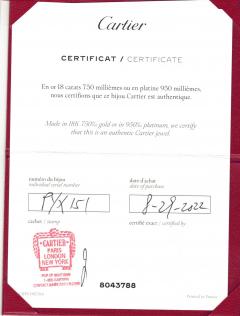 Cartier
CERTIFICAT / CERTIFICATE
En or 18 carats 750 millièmes ou en platine 950 millièmes,
nous certifions que ce bijou Cartier est authentique.
Made in 18k 750‰ gold or in 950‰ platinum, we certify
that this is an authentic Cartier jewel.
numéro du bijou
individual serial number
date d'achat
date of purchase
8-29-2022
cachet / stamp
certifié exact / certified by
CARTIER
PARIS
LONDON
NEW YORK
8043788
Printed in France